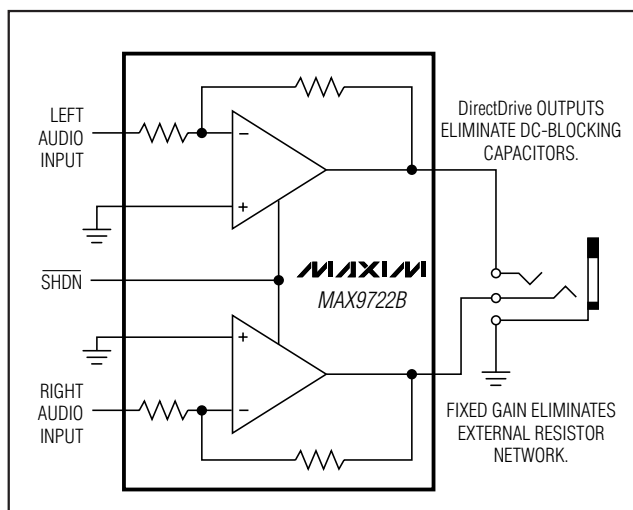 LEFT
AUDIO
INPUT
DirectDrive OUTPUTS
ELIMINATE DC-BLOCKING
CAPACITORS.
−
+
SHDN
MAXIM
MAX9722B
+
−
RIGHT
AUDIO
INPUT
FIXED GAIN ELIMINATES
EXTERNAL RESISTOR
NETWORK.